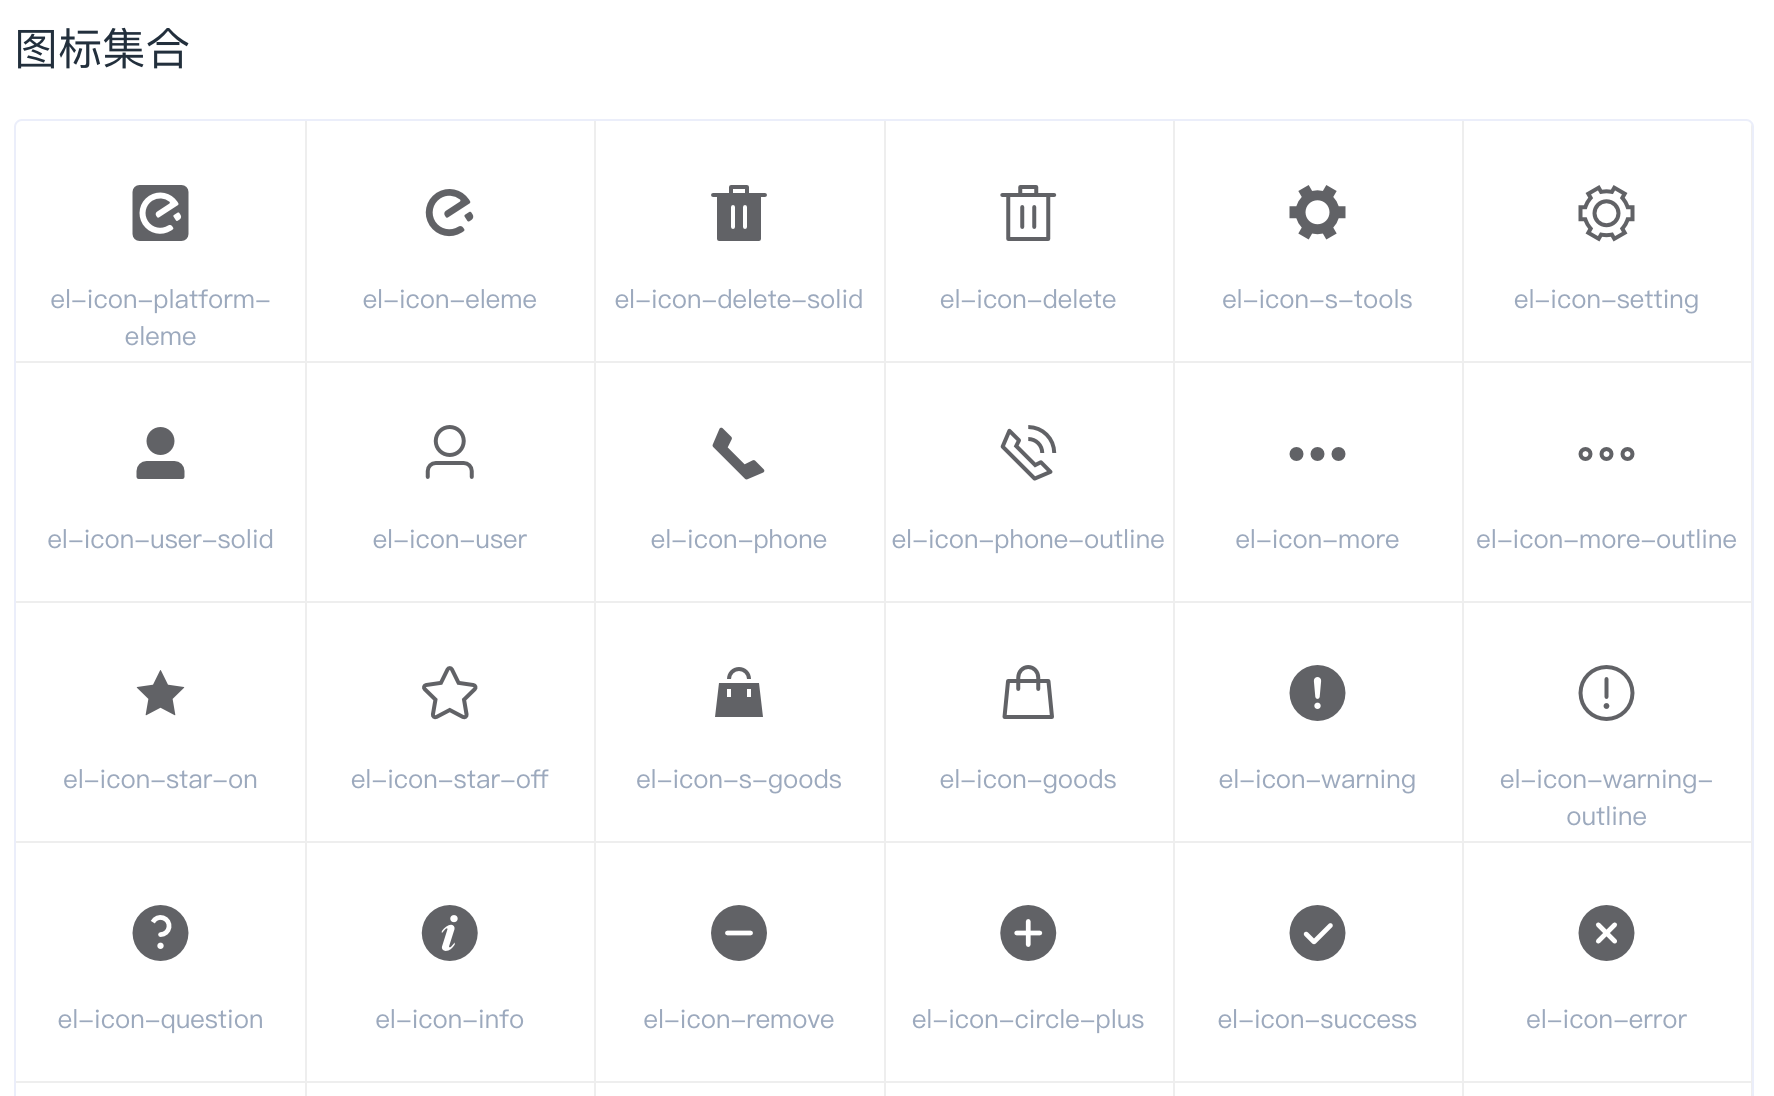 图标集合
el-icon-platform-
eleme
el-icon-eleme
el-icon-delete-solid
el-icon-delete
el-icon-s-tools
el-icon-setting
el-icon-user-solid
el-icon-user
el-icon-phone
el-icon-phone-outline
el-icon-more
el-icon-more-outline
el-icon-star-on
el-icon-star-off
el-icon-s-goods
el-icon-goods
el-icon-warning
el-icon-warning-
outline
el-icon-question
el-icon-info
el-icon-remove
el-icon-circle-plus
el-icon-success
el-icon-error